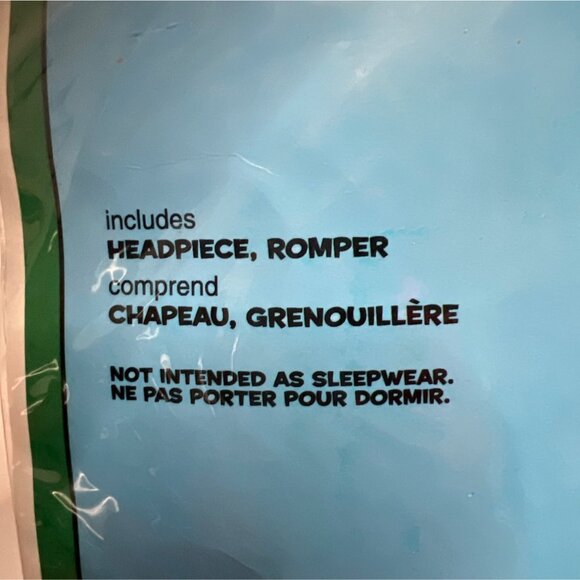 includes
HEADPIECE, ROMPER
comprend
CHAPEAU, GRENOUILLÈRE
NOT INTENDED AS SLEEPWEAR.
NE PAS PORTER POUR DORMIR.